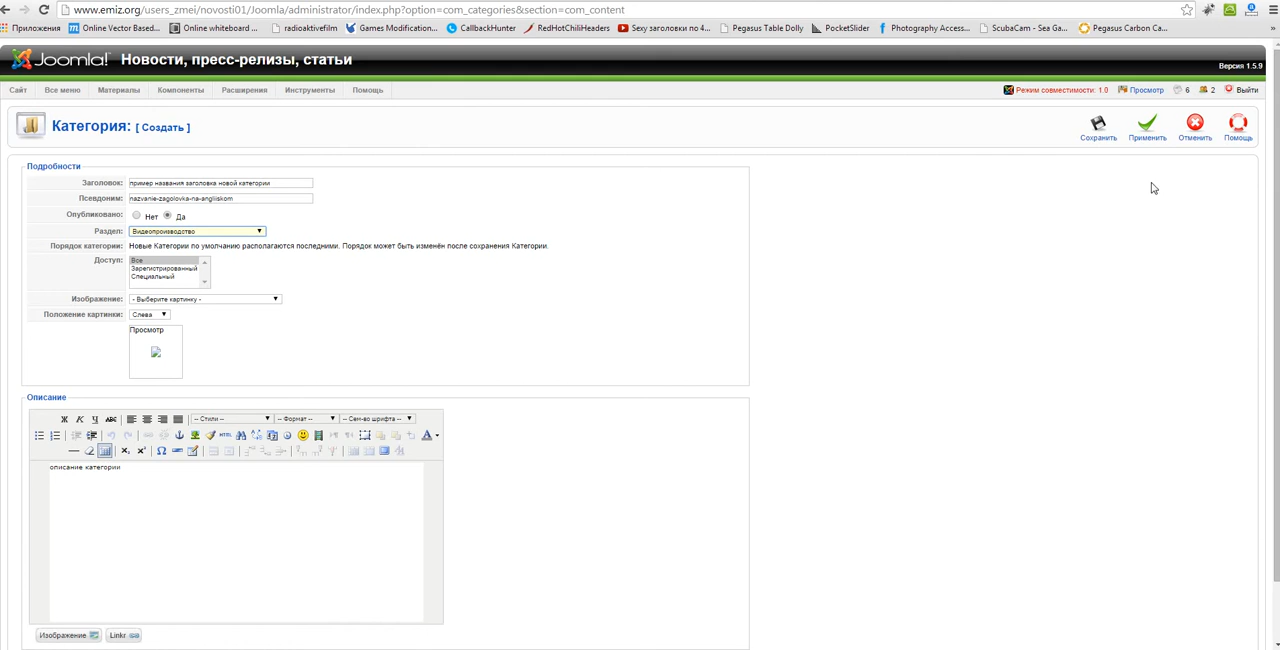 www.emiz.org/users_zmei/novosti01/Joomla/administrator/index.php?option=com_categories&section=com_content
Приложения Online Vector Based... Online whiteboard ... radioaktivefilm Games Modification... CallbackHunter RedHotChiliHeaders Sexy заголовки по 4... Pegasus Table Dolly PocketSlider Photography Access... ScubaCam - Sea Ga... Pegasus Carbon Ca... »
Joomla! Новости, пресс-релизы, статьи
Версия 1.5.9
Сайт Все меню Материалы Компоненты Расширения Инструменты Помощь Режим совместимости: 1.0 Просмотр 6 2 Выйти
Категория: [ Создать ]
Сохранить Применить Отменить Помощь
Подробности
Заголовок: пример названия заголовка новой категории
Псевдоним: nazvanie-zagolovka-na-angliiskom
Опубликовано: Нет Да
Раздел: Видеопроизводство
Порядок категории: Новые Категории по умолчанию располагаются последними. Порядок может быть изменён после сохранения Категории.
Доступ: Все
Зарегистрированный
Специальный
Изображение: - Выберите картинку -
Положение картинки: Слева
Просмотр
Описание
Ж К Ч ABC -- Стили -- -- Формат -- -- Сем-во шрифта --
HTML A
описание категории
Изображение Linkr